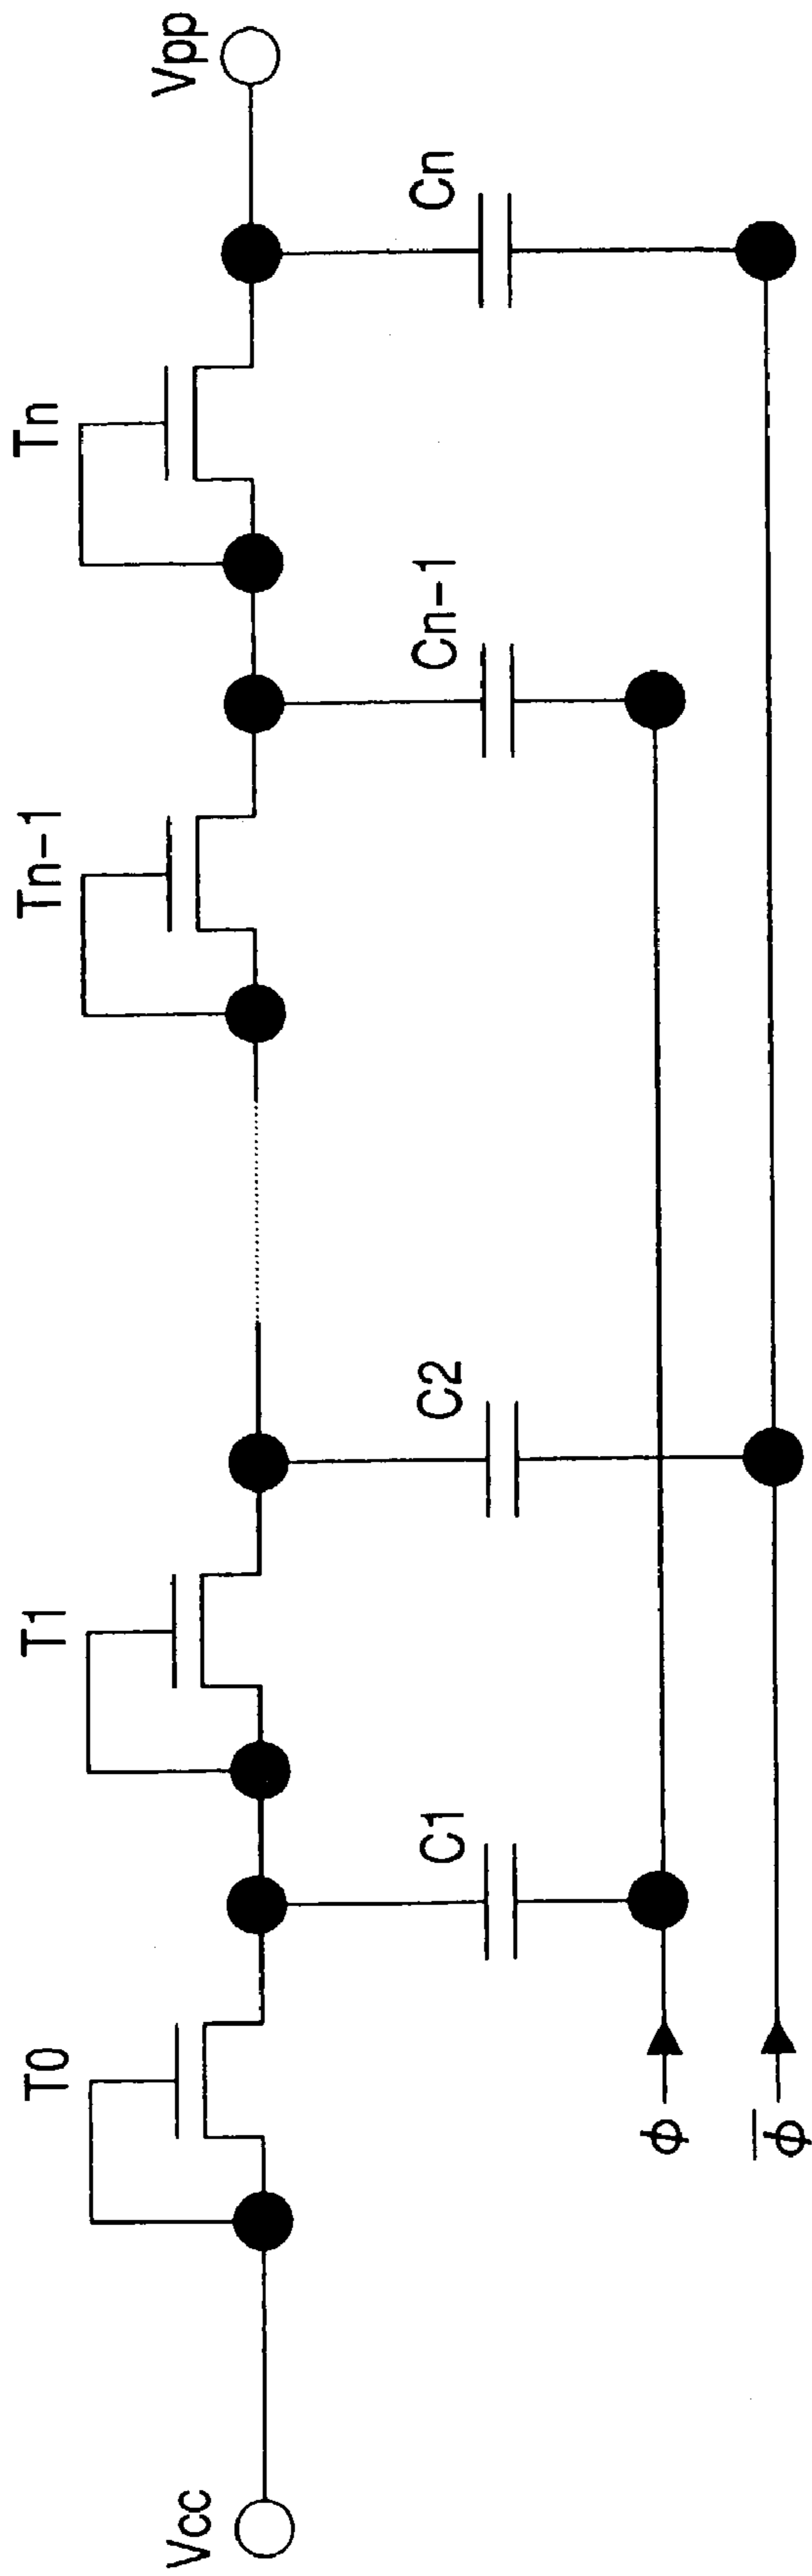 T0
T1
Tn-1
Tn
Vcc
Vpp
C1
C2
Cn-1
Cn
ϕ
ϕ̅